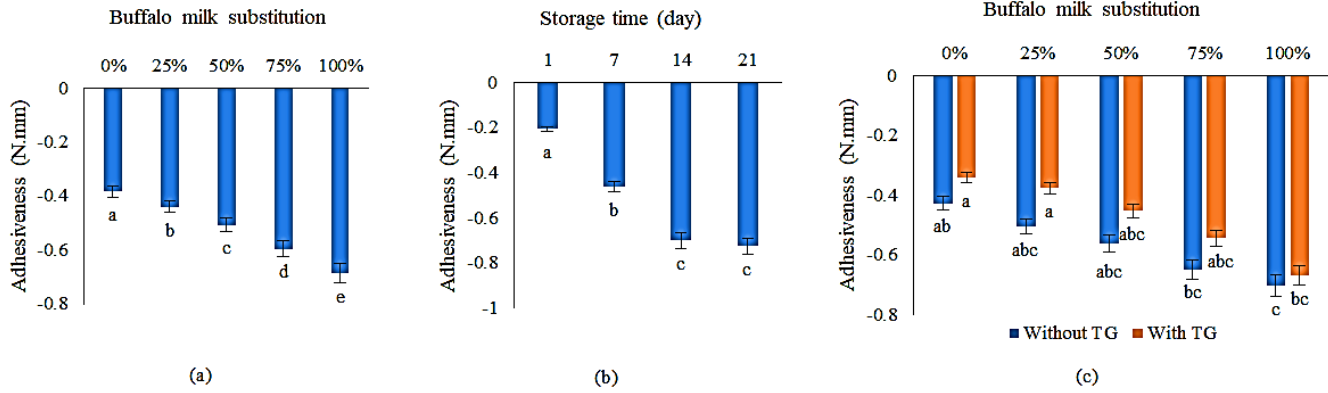 Buffalo milk substitution
0% 25% 50% 75% 100%
0
-0.2
-0.4
-0.6
-0.8
Adhesiveness (N.mm)
a
b
c
d
e
(a)
Storage time (day)
1 7 14 21
0
-0.2
-0.4
-0.6
-0.8
-1
Adhesiveness (N.mm)
a
b
c
c
(b)
Buffalo milk substitution
0% 25% 50% 75% 100%
0
-0.2
-0.4
-0.6
-0.8
Adhesiveness (N.mm)
ab
a
abc
a
abc
abc
bc
abc
c
bc
Without TG With TG
(c)